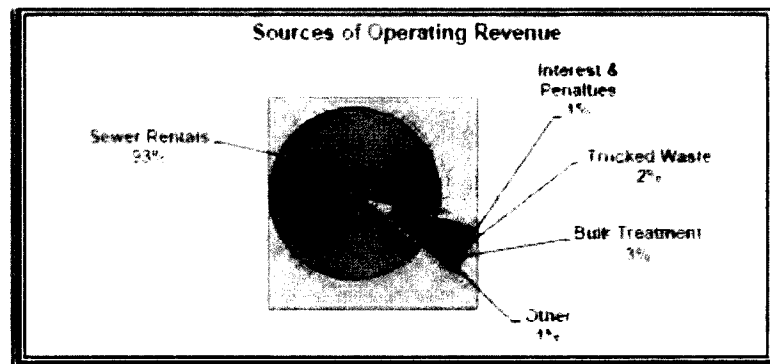 Sources of Operating Revenue
Interest &
Penalties
1%
Sewer Rentals
93%
Trucked Waste
2%
Bulk Treatment
3%
Other
1%